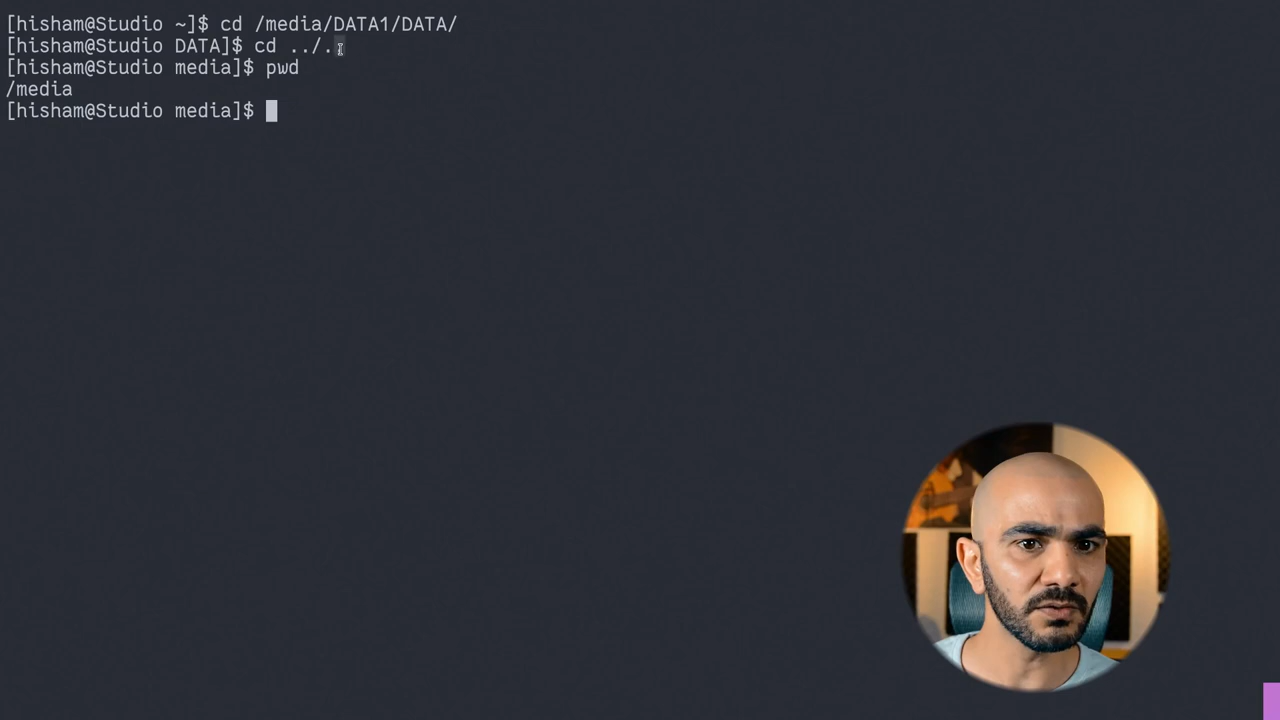 [hisham@Studio ~]$ cd /media/DATA1/DATA/
[hisham@Studio DATA]$ cd ../.
[hisham@Studio media]$ pwd
/media
[hisham@Studio media]$